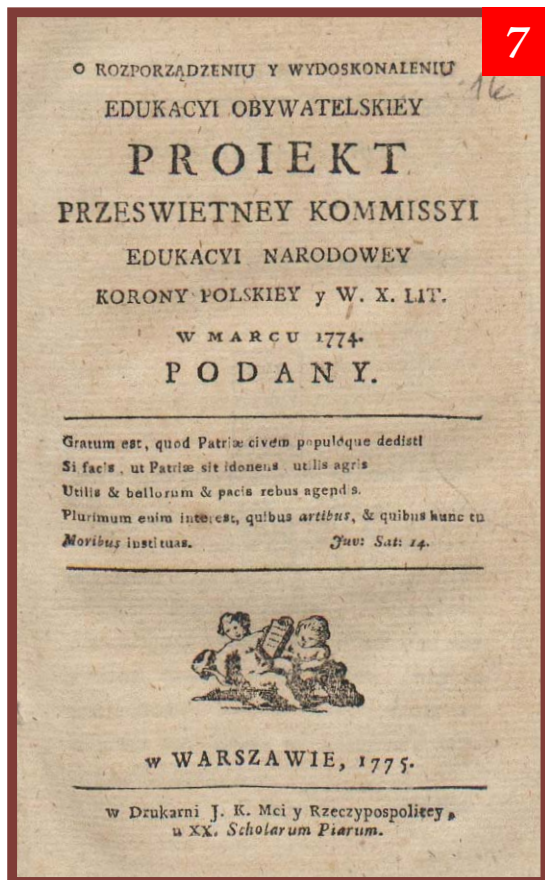 7
O ROZPORZĄDZENIU Y WYDOSKONALENIU
EDUKACYI OBYWATELSKIEY
PROIEKT
PRZESWIETNEY KOMMISSYI
EDUKACYI NARODOWEY
KORONY POLSKIEY y W. X. LIT.
W MARCU 1774.
PODANY.
Gratum est, quod Patriæ civem populoque dedisti
Si facis, ut Patriæ sit idoneus, utilis agris
Utilis & bellorum & pacis rebus agendis.
Plurimum enim interest, quibus artibus, & quibus hunc tu
Moribus instituas. Juv: Sat: 14.
w WARSZAWIE, 1775.
w Drukarni J. K. Mci y Rzeczypospolitey,
u XX. Scholarum Piarum.